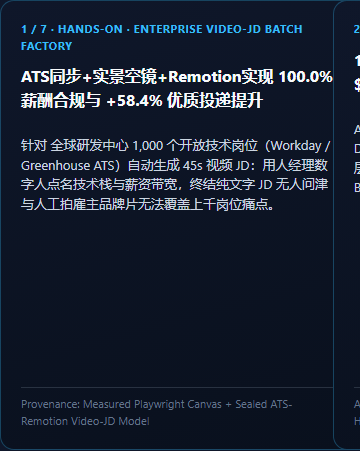 1 / 7 · HANDS-ON · ENTERPRISE VIDEO-JD BATCH
FACTORY
ATS同步+实景空镜+Remotion实现 100.0%
薪酬合规与 +58.4% 优质投递提升
针对 全球研发中心 1,000 个开放技术岗位（Workday /
Greenhouse ATS）自动生成 45s 视频 JD：用人经理数
字人点名技术栈与薪资带宽，终结纯文字 JD 无人问津
与人工拍雇主品牌片无法覆盖上千岗位痛点。
Provenance: Measured Playwright Canvas + Sealed ATS-
Remotion Video-JD Model